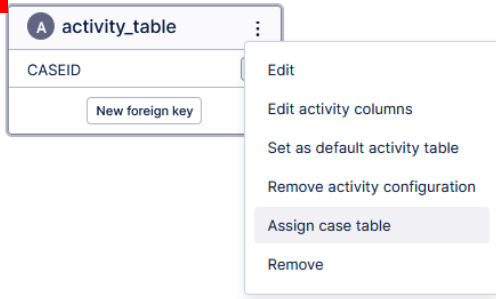 A activity_table
CASEID
New foreign key
Edit
Edit activity columns
Set as default activity table
Remove activity configuration
Assign case table
Remove